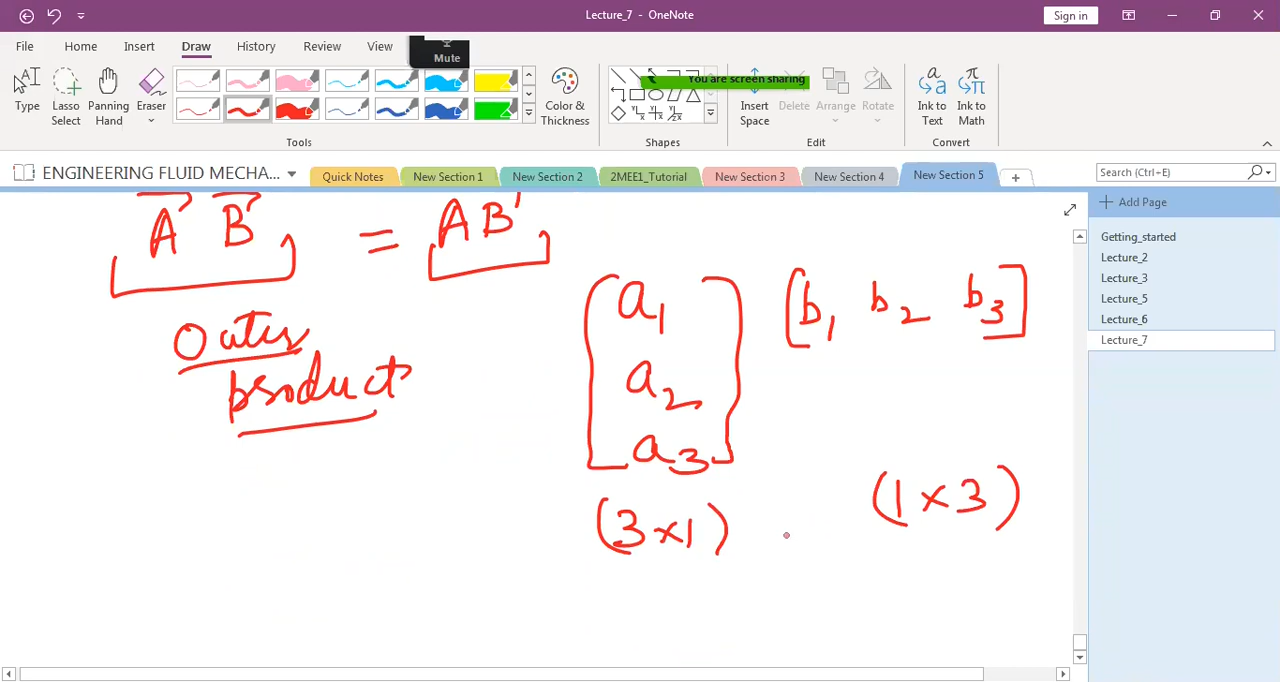 Lecture_7 - OneNote
Sign in
File Home Insert Draw History Review View
Mute
You are screen sharing
Type
Lasso Select
Panning Hand
Eraser
Color & Thickness
Insert Space
Delete
Arrange
Rotate
Ink to Text
Ink to Math
Tools
Shapes
Edit
Convert
ENGINEERING FLUID MECHA...
Quick Notes
New Section 1
New Section 2
2MEE1_Tutorial
New Section 3
New Section 4
New Section 5
Search (Ctrl+E)
Add Page
Getting_started
Lecture_2
Lecture_3
Lecture_5
Lecture_6
Lecture_7
A B = AB'
Outer
product
a1
a2
a3
[b1 b2 b3]
(3×1)
(1×3)